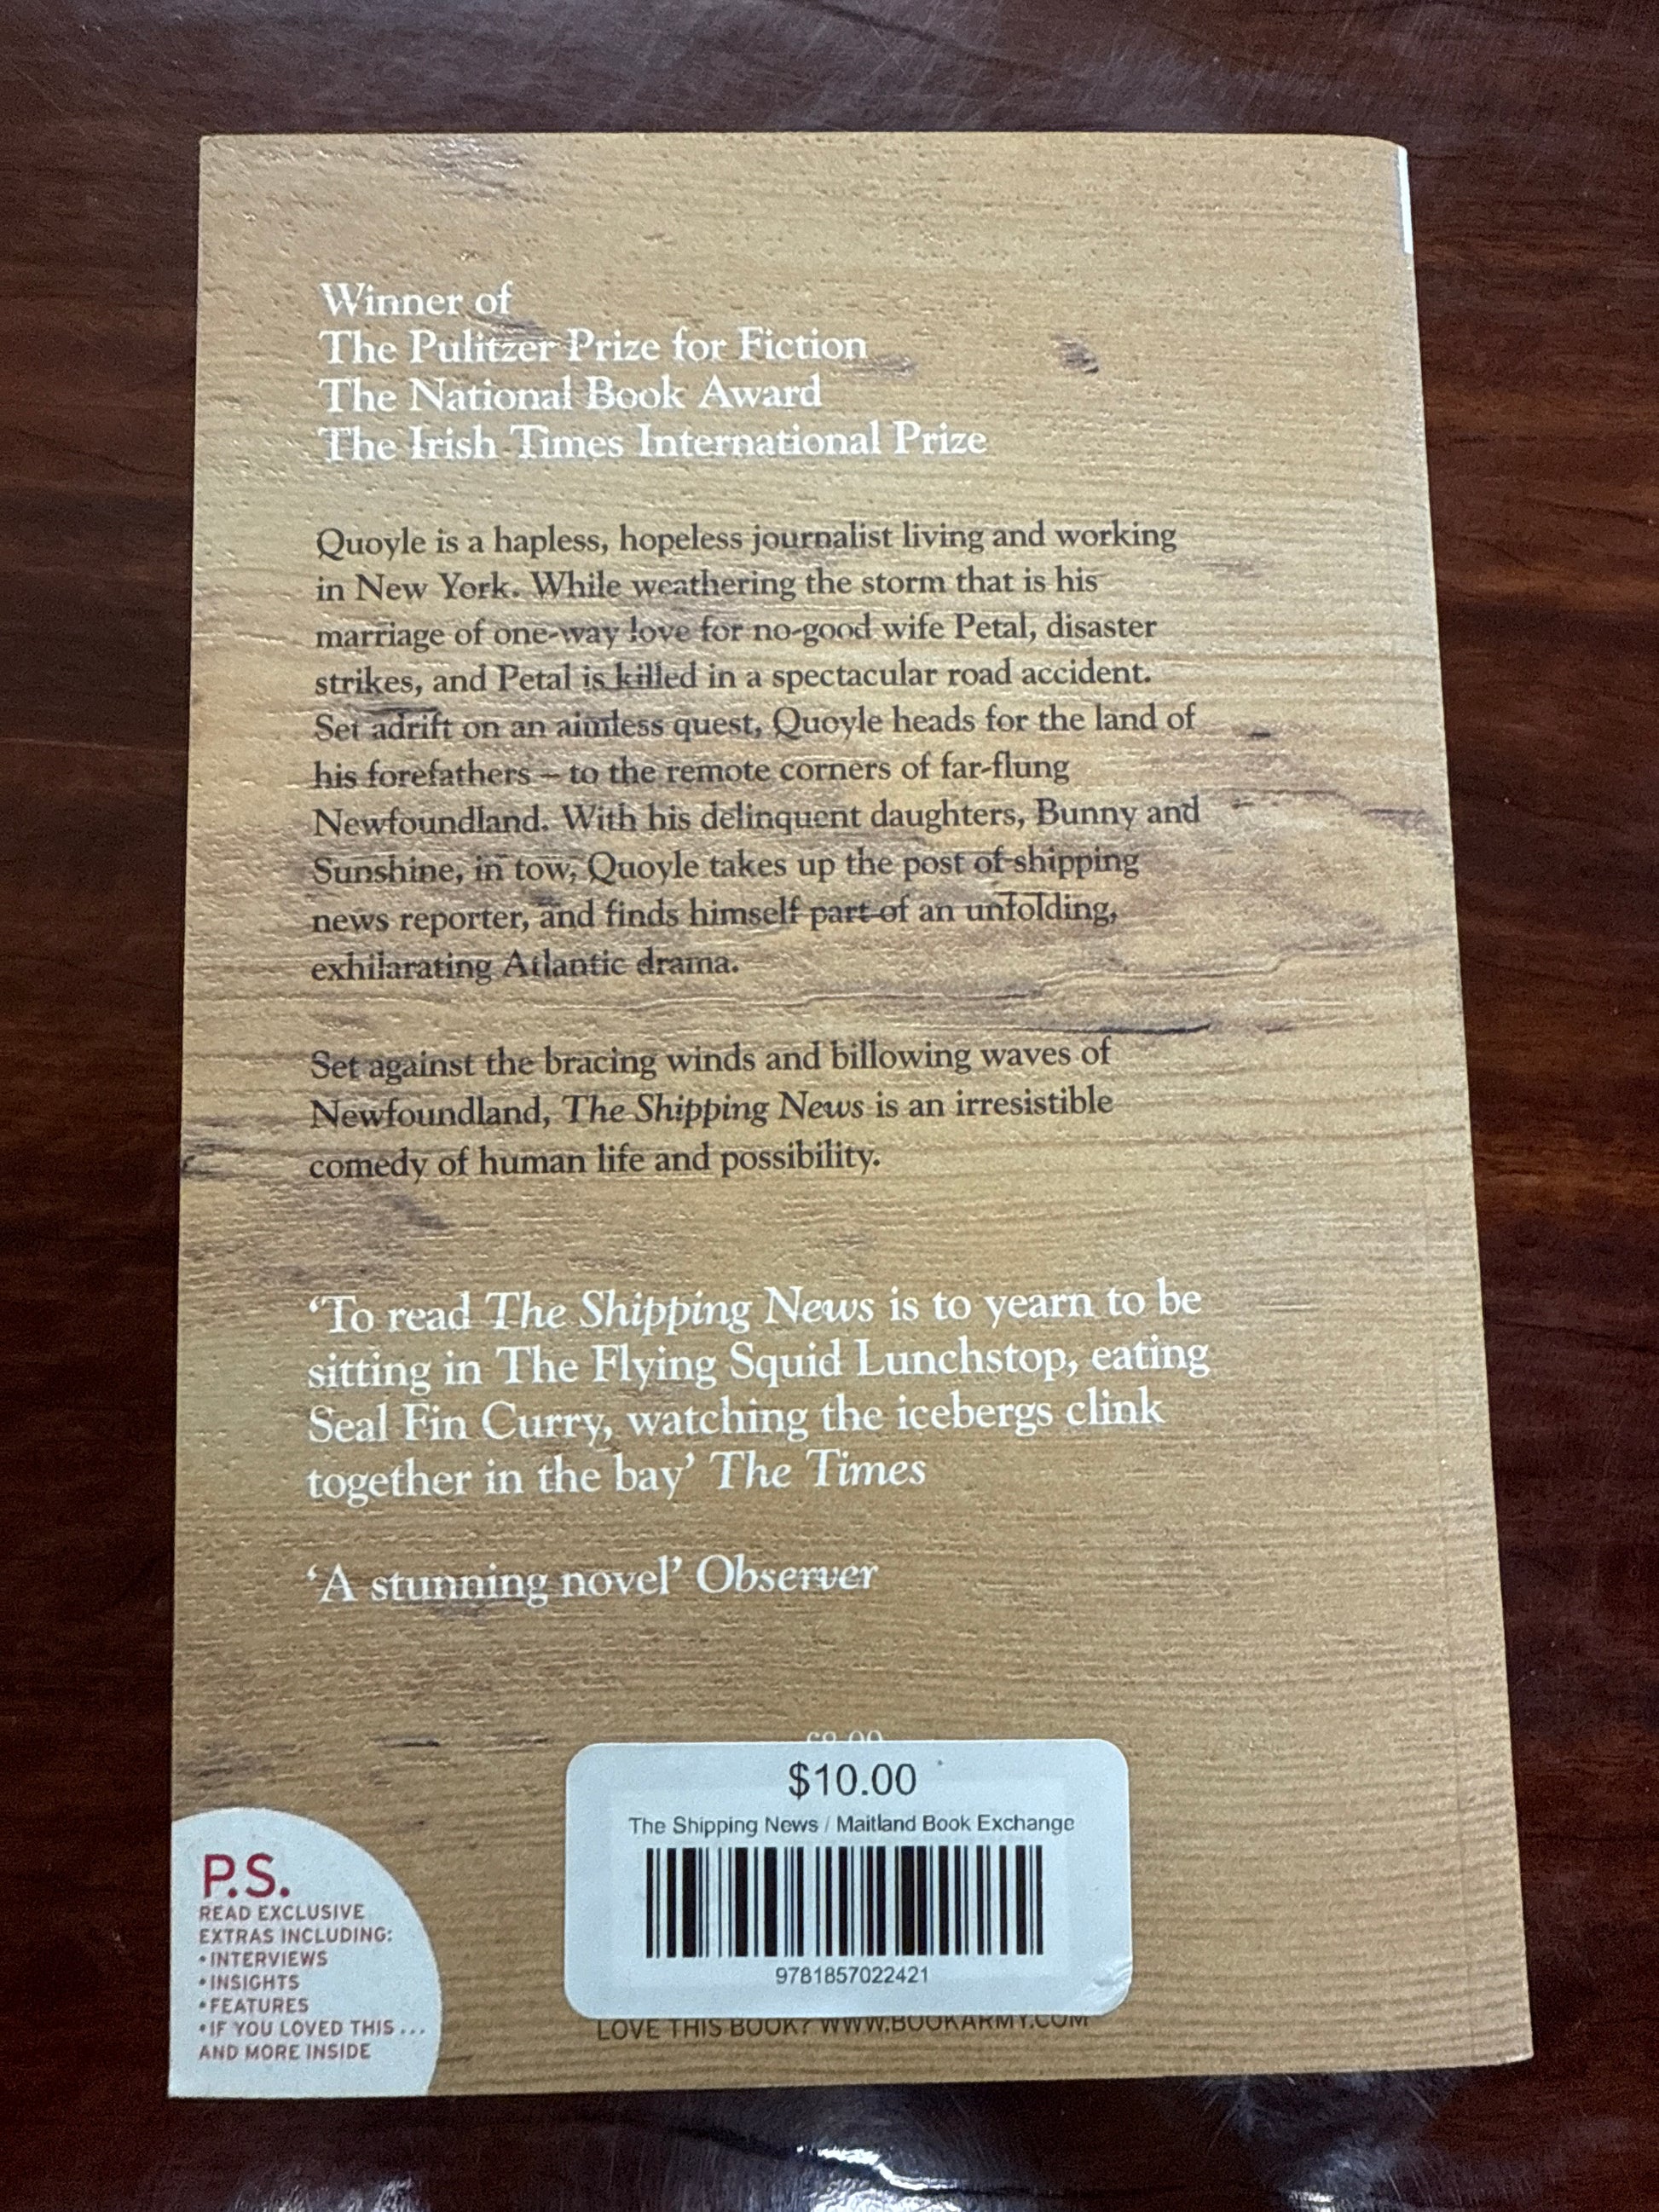 Winner of
The Pulitzer Prize for Fiction
The National Book Award
The Irish Times International Prize
Quoyle is a hapless, hopeless journalist living and working
in New York. While weathering the storm that is his
marriage of one-way love for no-good wife Petal, disaster
strikes, and Petal is killed in a spectacular road accident.
Set adrift on an aimless quest, Quoyle heads for the land of
his forefathers – to the remote corners of far-flung
Newfoundland. With his delinquent daughters, Bunny and
Sunshine, in tow, Quoyle takes up the post of shipping
news reporter, and finds himself part of an unfolding,
exhilarating Atlantic drama.
Set against the bracing winds and billowing waves of
Newfoundland, The Shipping News is an irresistible
comedy of human life and possibility.
‘To read The Shipping News is to yearn to be
sitting in The Flying Squid Lunchstop, eating
Seal Fin Curry, watching the icebergs clink
together in the bay’ The Times
‘A stunning novel’ Observer
$10.00
The Shipping News / Maitland Book Exchange
9781857022421
LOVE THIS BOOK? WWW.BOOKARMY.COM
P.S.
READ EXCLUSIVE
EXTRAS INCLUDING:
• INTERVIEWS
• INSIGHTS
• FEATURES
• IF YOU LOVED THIS ...
AND MORE INSIDE